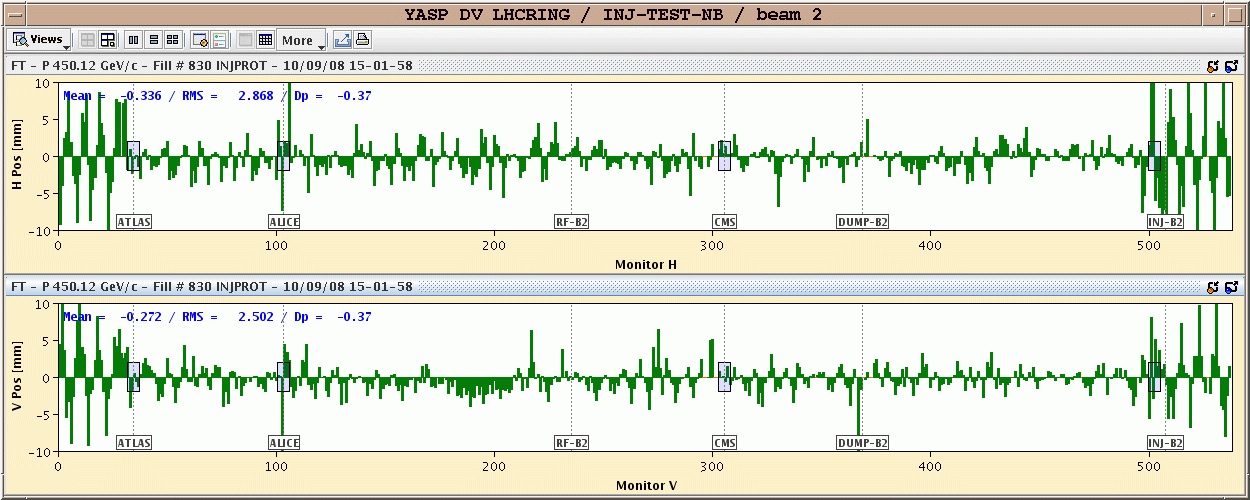 YASP DV LHCRING / INJ-TEST-NB / beam 2
Views More
FT - P 450.12 GeV/c - Fill # 830 INJPROT - 10/09/08 15-01-58
Mean = -0.336 / RMS = 2.868 / Dp = -0.37
H Pos [mm]
10
5
0
-5
-10
ATLAS ALICE RF-B2 CMS DUMP-B2 INJ-B2
0 100 200 300 400 500
Monitor H
FT - P 450.12 GeV/c - Fill # 830 INJPROT - 10/09/08 15-01-58
Mean = -0.272 / RMS = 2.502 / Dp = -0.37
V Pos [mm]
10
5
0
-5
-10
ATLAS ALICE RF-B2 CMS DUMP-B2 INJ-B2
0 100 200 300 400 500
Monitor V